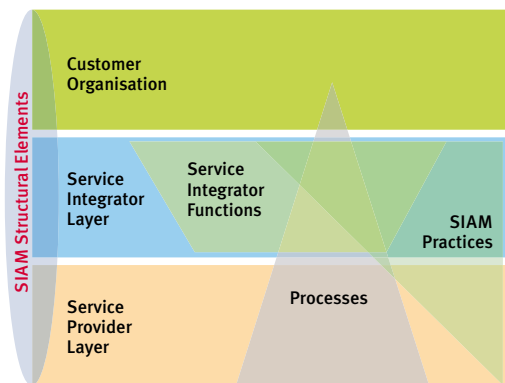 SIAM Structural Elements
Customer
Organisation
Service
Integrator
Layer
Service
Integrator
Functions
SIAM
Practices
Service
Provider
Layer
Processes